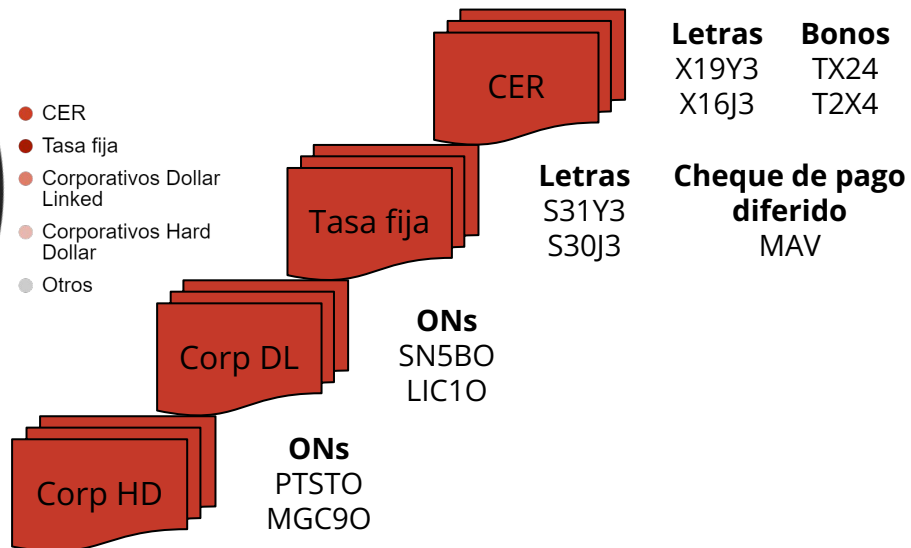 CER
Tasa fija
Corporativos Dollar
Linked
Corporativos Hard
Dollar
Otros
CER
Letras
X19Y3
X16J3
Bonos
TX24
T2X4
Tasa fija
Letras
S31Y3
S30J3
Cheque de pago
diferido
MAV
Corp DL
ONs
SN5BO
LIC1O
Corp HD
ONs
PTSTO
MGC9O